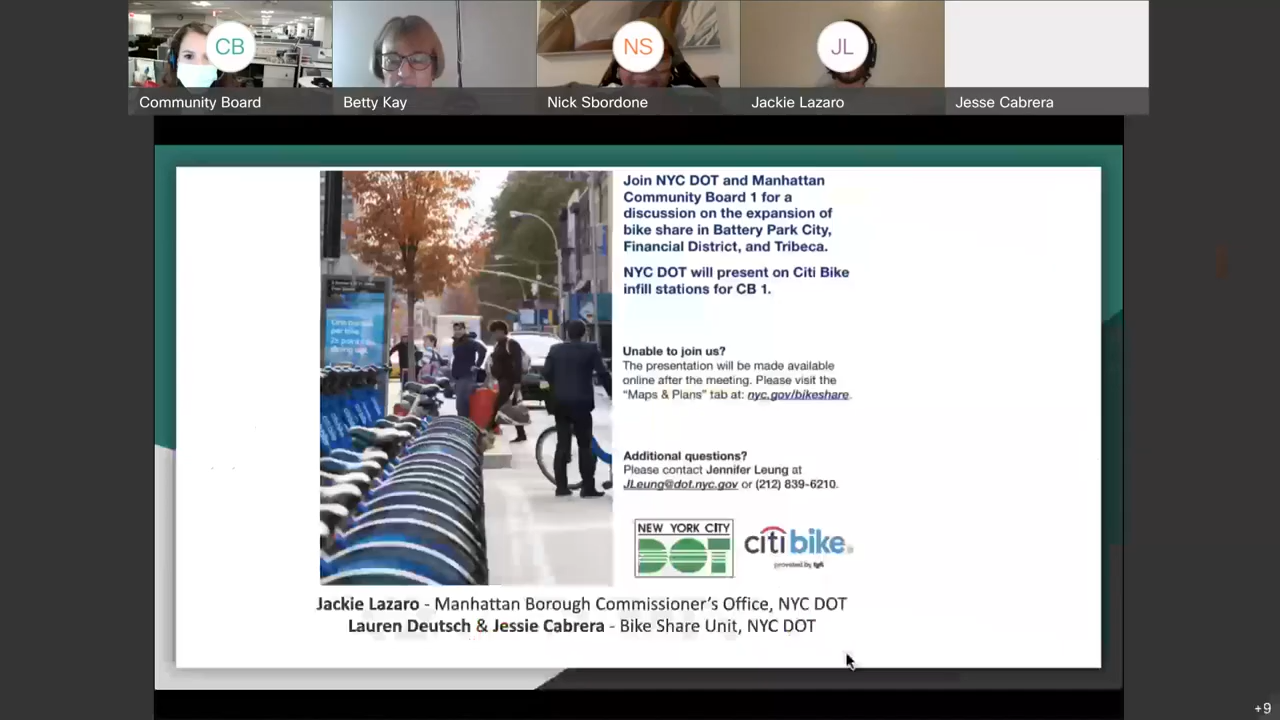 CB
NS
JL
Community Board
Betty Kay
Nick Sbordone
Jackie Lazaro
Jesse Cabrera
Join NYC DOT and Manhattan
Community Board 1 for a
discussion on the expansion of
bike share in Battery Park City,
Financial District, and Tribeca.
NYC DOT will present on Citi Bike
infill stations for CB 1.
Unable to join us?
The presentation will be made available
online after the meeting. Please visit the
“Maps & Plans” tab at: nyc.gov/bikeshare.
Additional questions?
Please contact Jennifer Leung at
JLeung@dot.nyc.gov or (212) 839-6210.
NEW YORK CITY
DOT
citi bike
provided by lyft
Jackie Lazaro - Manhattan Borough Commissioner’s Office, NYC DOT
Lauren Deutsch & Jessie Cabrera - Bike Share Unit, NYC DOT
+9